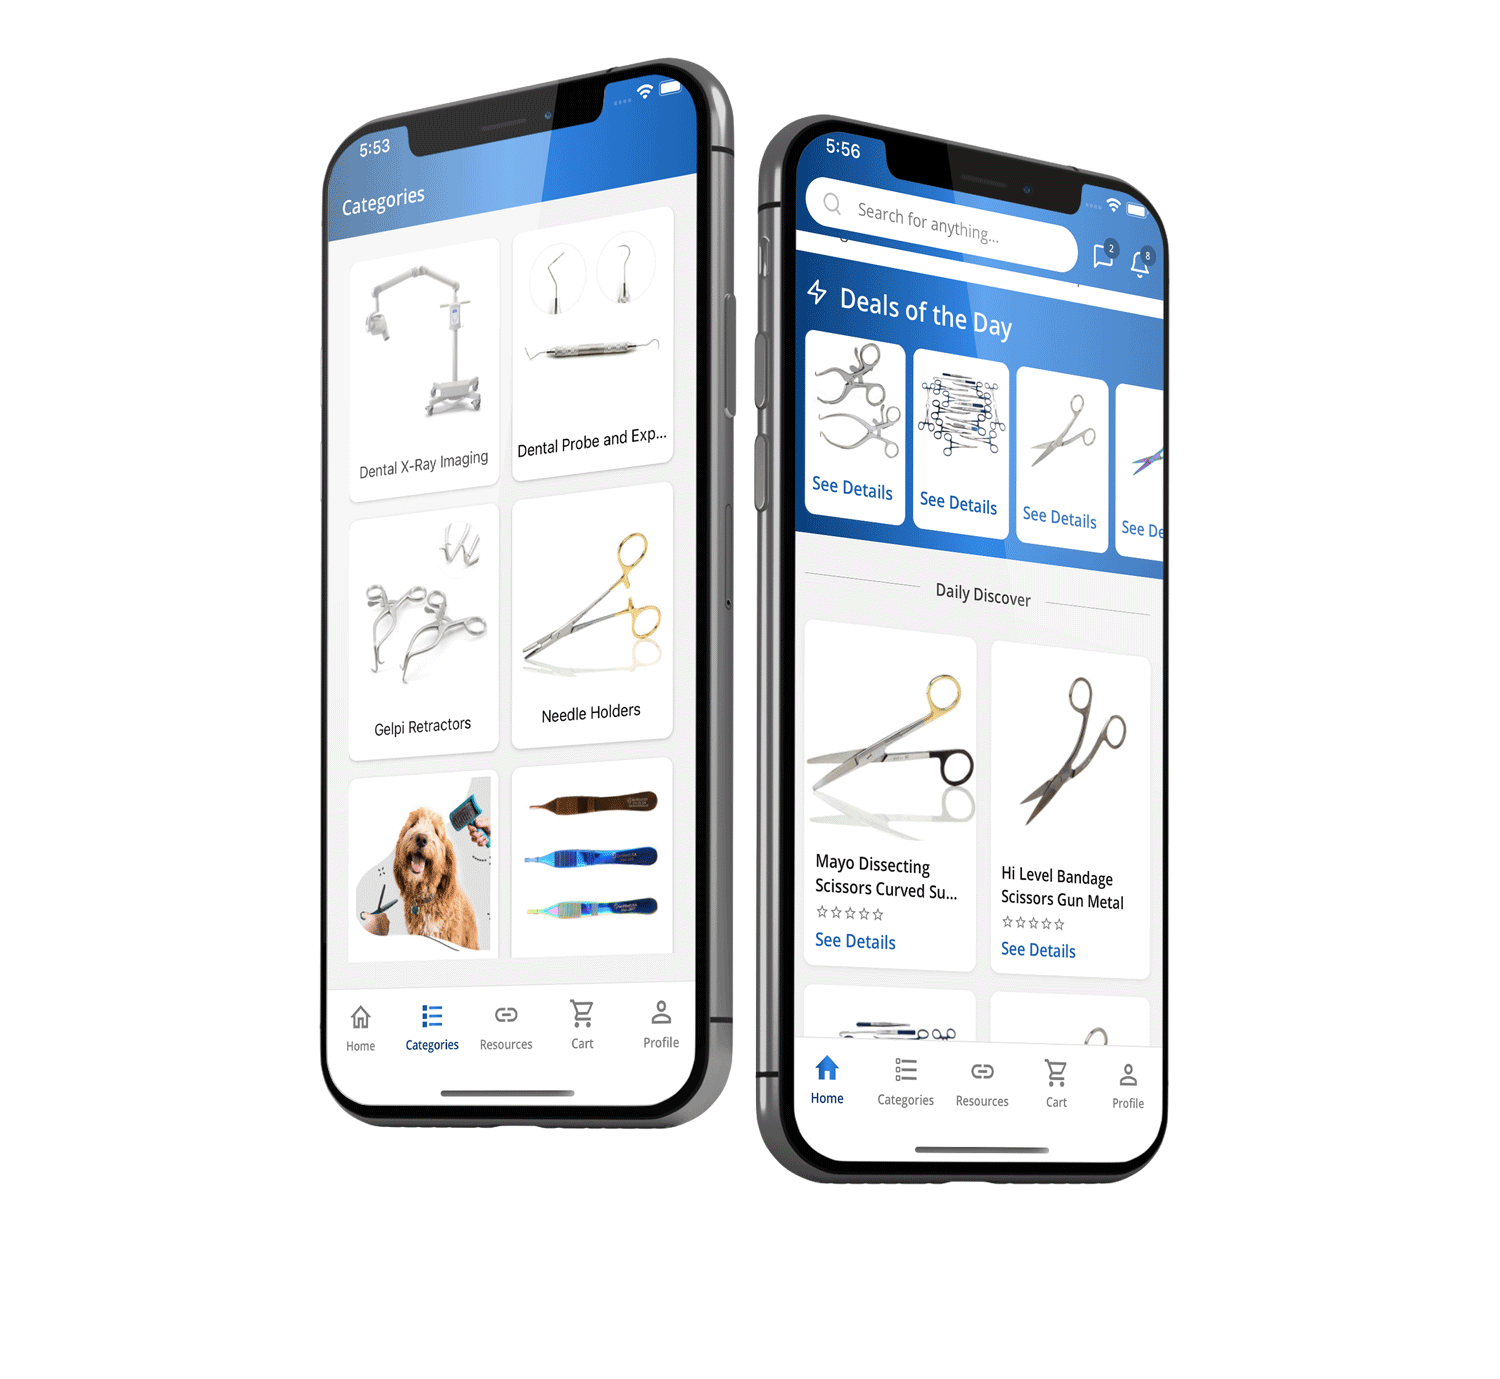 5:53
Categories
Dental X-Ray Imaging
Dental Probe and Exp...
Gelpi Retractors
Needle Holders
Home
Categories
Resources
Cart
Profile
5:56
Search for anything...
2
8
Deals of the Day
See Details
See Details
See Details
See De
Daily Discover
Mayo Dissecting
Scissors Curved Su...
See Details
Hi Level Bandage
Scissors Gun Metal
See Details
Home
Categories
Resources
Cart
Profile